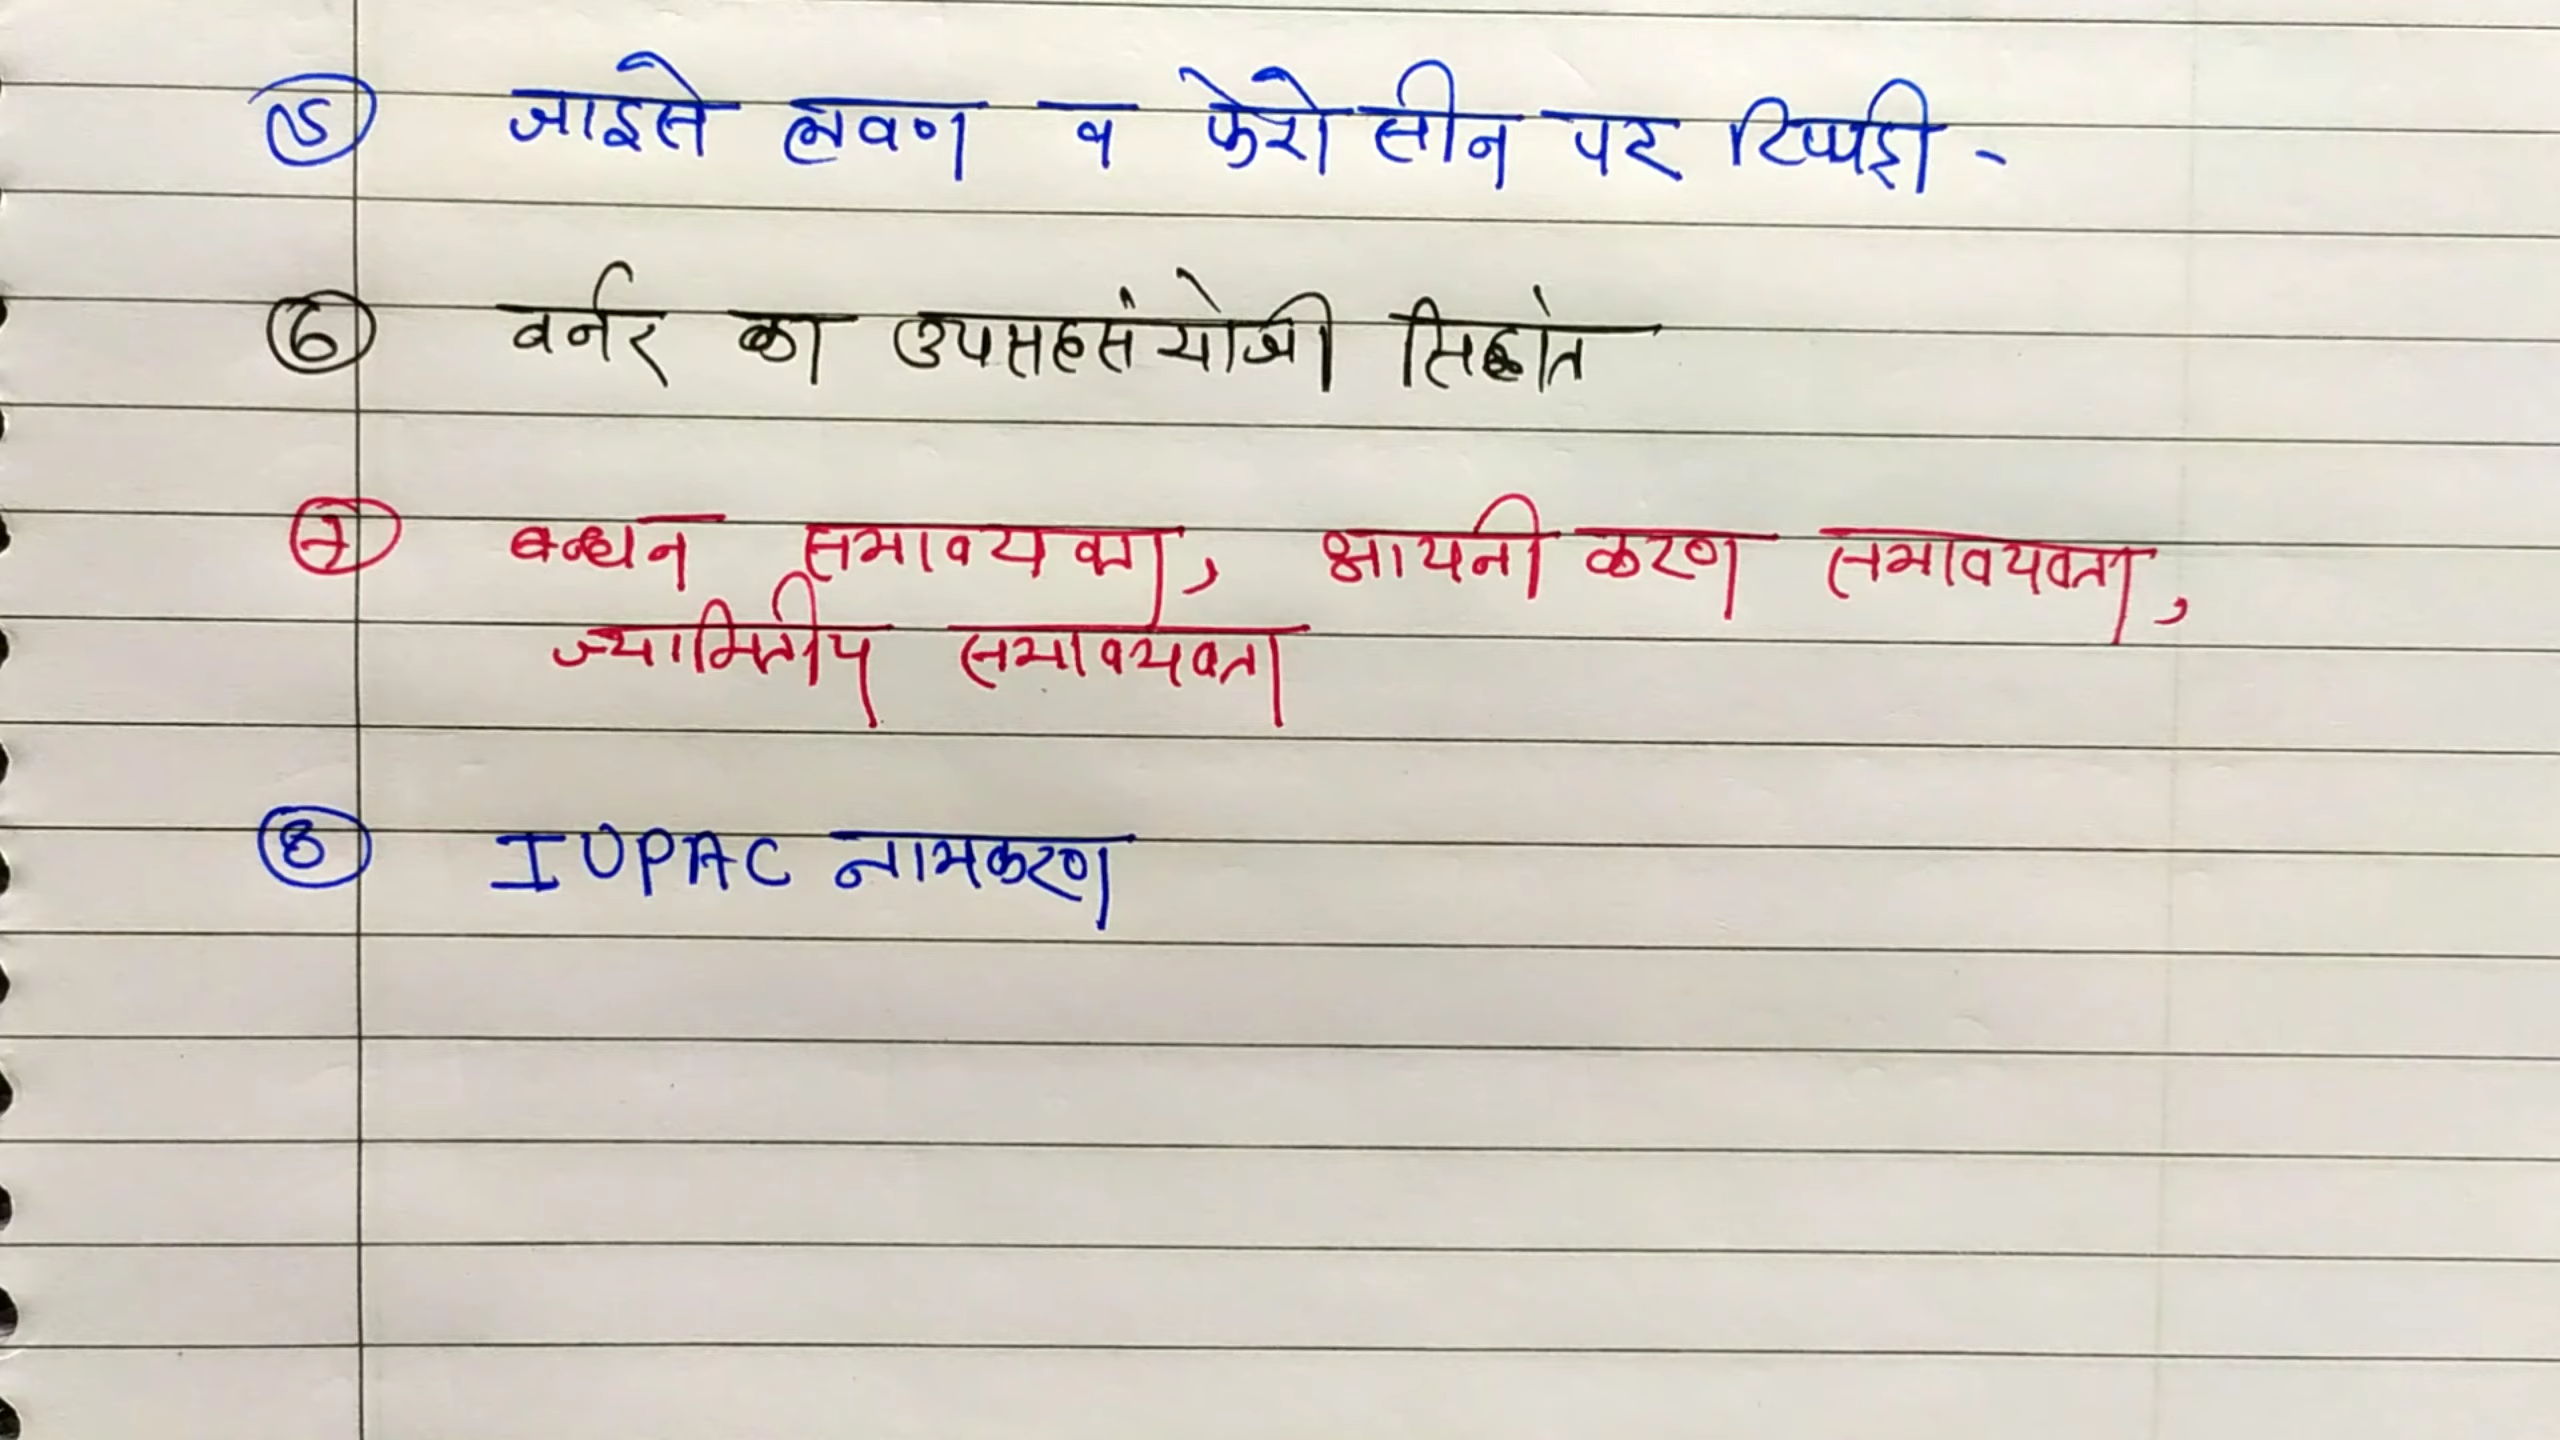 ⑤ जाइसे लवण व फेरोसीन पर टिप्पड़ी -
⑥ वर्नर का उपसहसंयोजी सिद्धांत
⑦ बन्धन समावयवता, आयनीकरण समावयवता,
ज्यामितीय समावयवता
⑧ IUPAC नामकरण